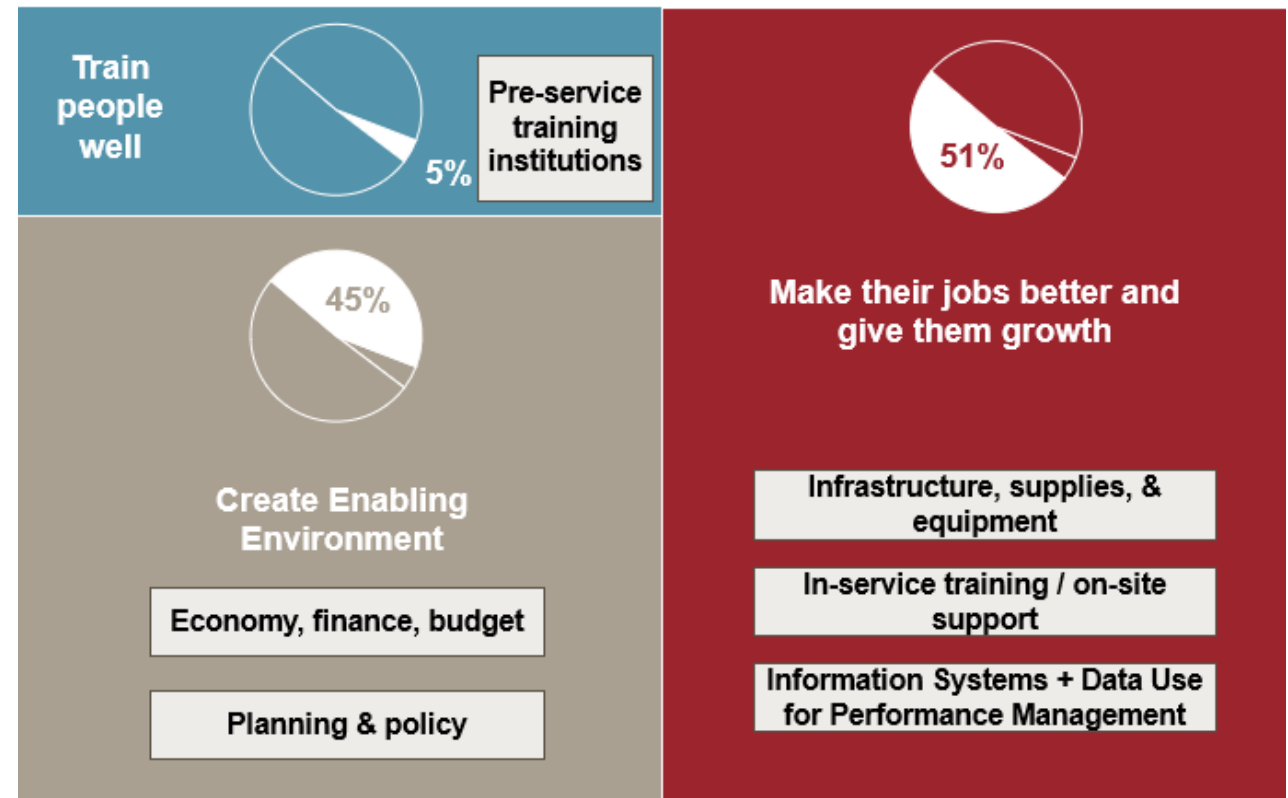 Train
people
well
5%
Pre-service
training
institutions
45%
Create Enabling
Environment
Economy, finance, budget
Planning & policy
51%
Make their jobs better and
give them growth
Infrastructure, supplies, &
equipment
In-service training / on-site
support
Information Systems + Data Use
for Performance Management